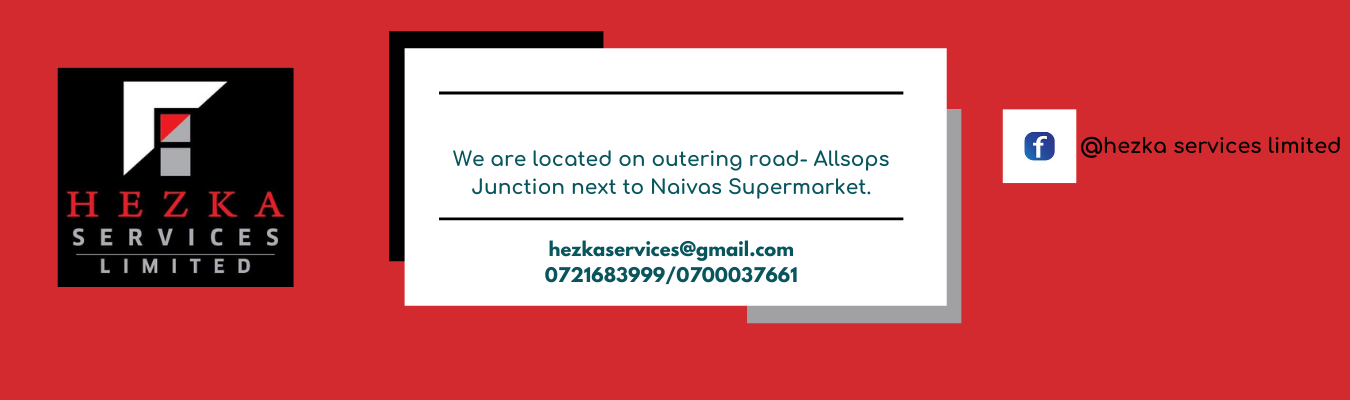 HEZKA
SERVICES
LIMITED
We are located on outering road- Allsops
Junction next to Naivas Supermarket.
hezkaservices@gmail.com
0721683999/0700037661
@hezka services limited